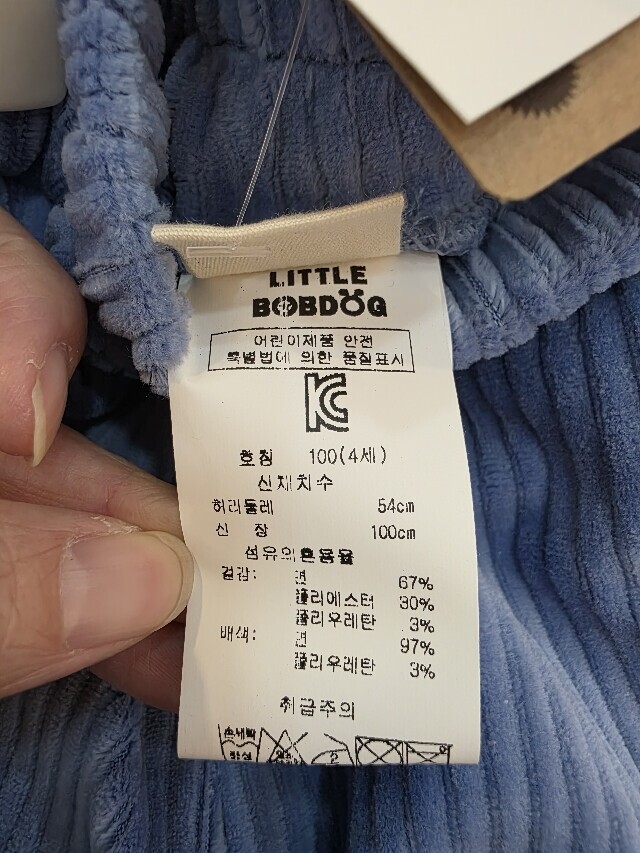 LITTLE
BOBDOG
어린이제품 안전
특별법에 의한 품질표시
KC
호칭 100(4세)
신체치수
허리둘레 54cm
신 장 100cm
섬유의혼용율
겉감: 면 67%
폴리에스터 30%
폴리우레탄 3%
배색: 면 97%
폴리우레탄 3%
취급주의
손세탁